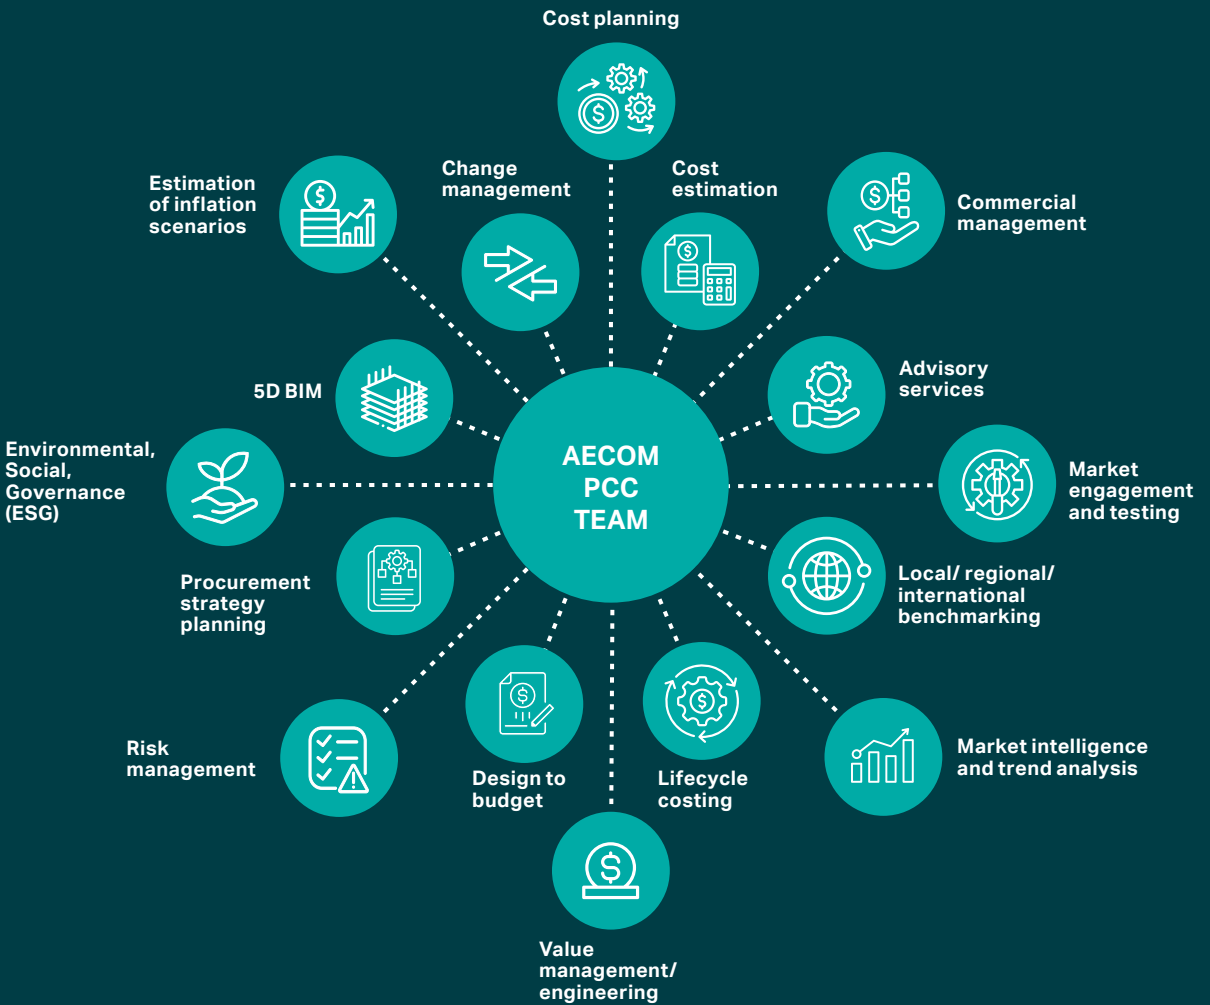 Cost planning
Change
management
Cost
estimation
Estimation
of inflation
scenarios
Commercial
management
5D BIM
Advisory
services
Environmental,
Social,
Governance
(ESG)
AECOM
PCC
TEAM
Market
engagement
and testing
Procurement
strategy
planning
Local/ regional/
international
benchmarking
Risk
management
Design to
budget
Lifecycle
costing
Market intelligence
and trend analysis
Value
management/
engineering